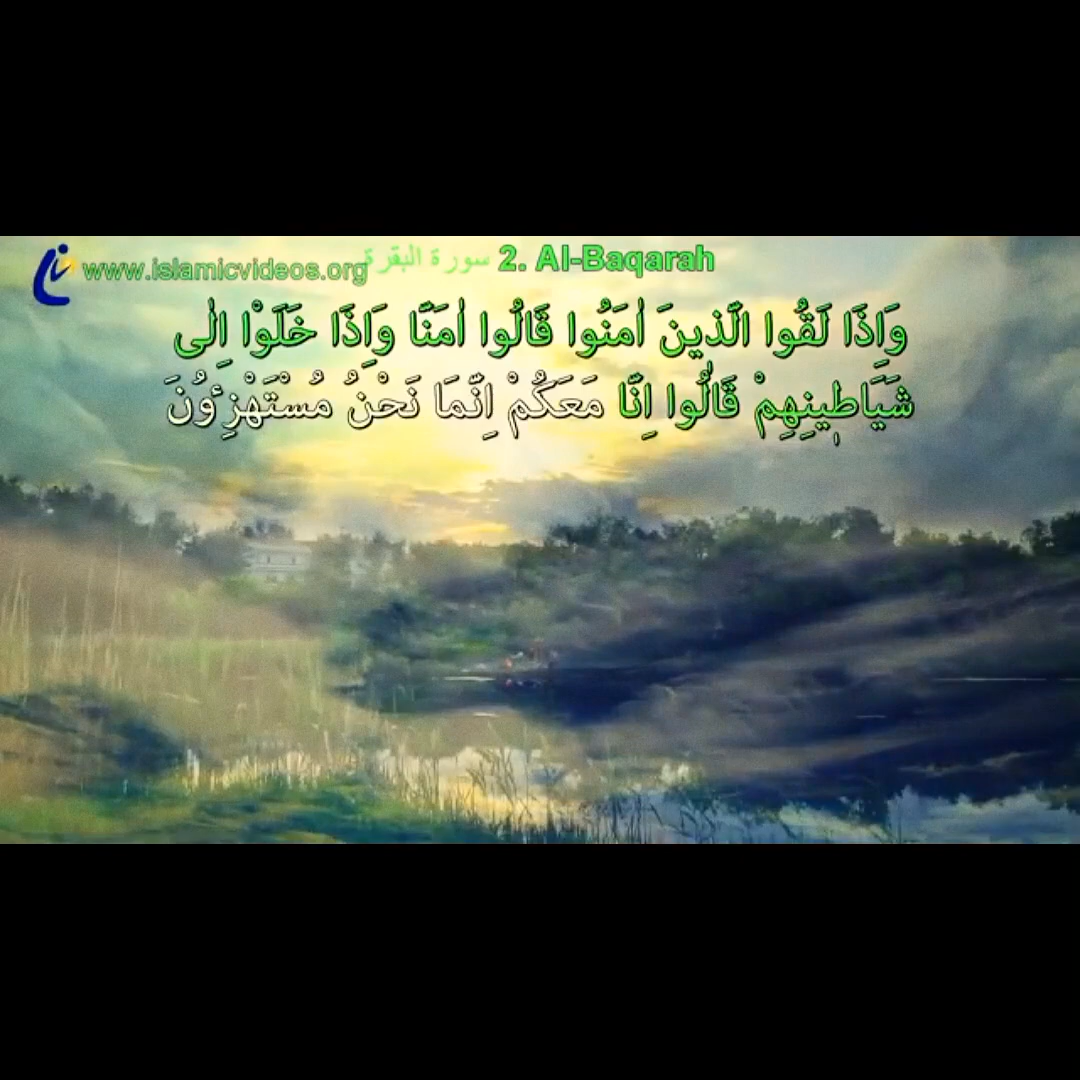 www.islamicvideos.org
سورة البقرة 2. Al-Baqarah
وَاِذَا لَقُوا الَّذٖينَ اٰمَنُوا قَالُوا اٰمَنَّا وَاِذَا خَلَوْا اِلٰى
شَيَاطٖينِهِمْ قَالُٓوا اِنَّا مَعَكُمْ اِنَّمَا نَحْنُ مُسْتَهْزِؤُ۫نَ